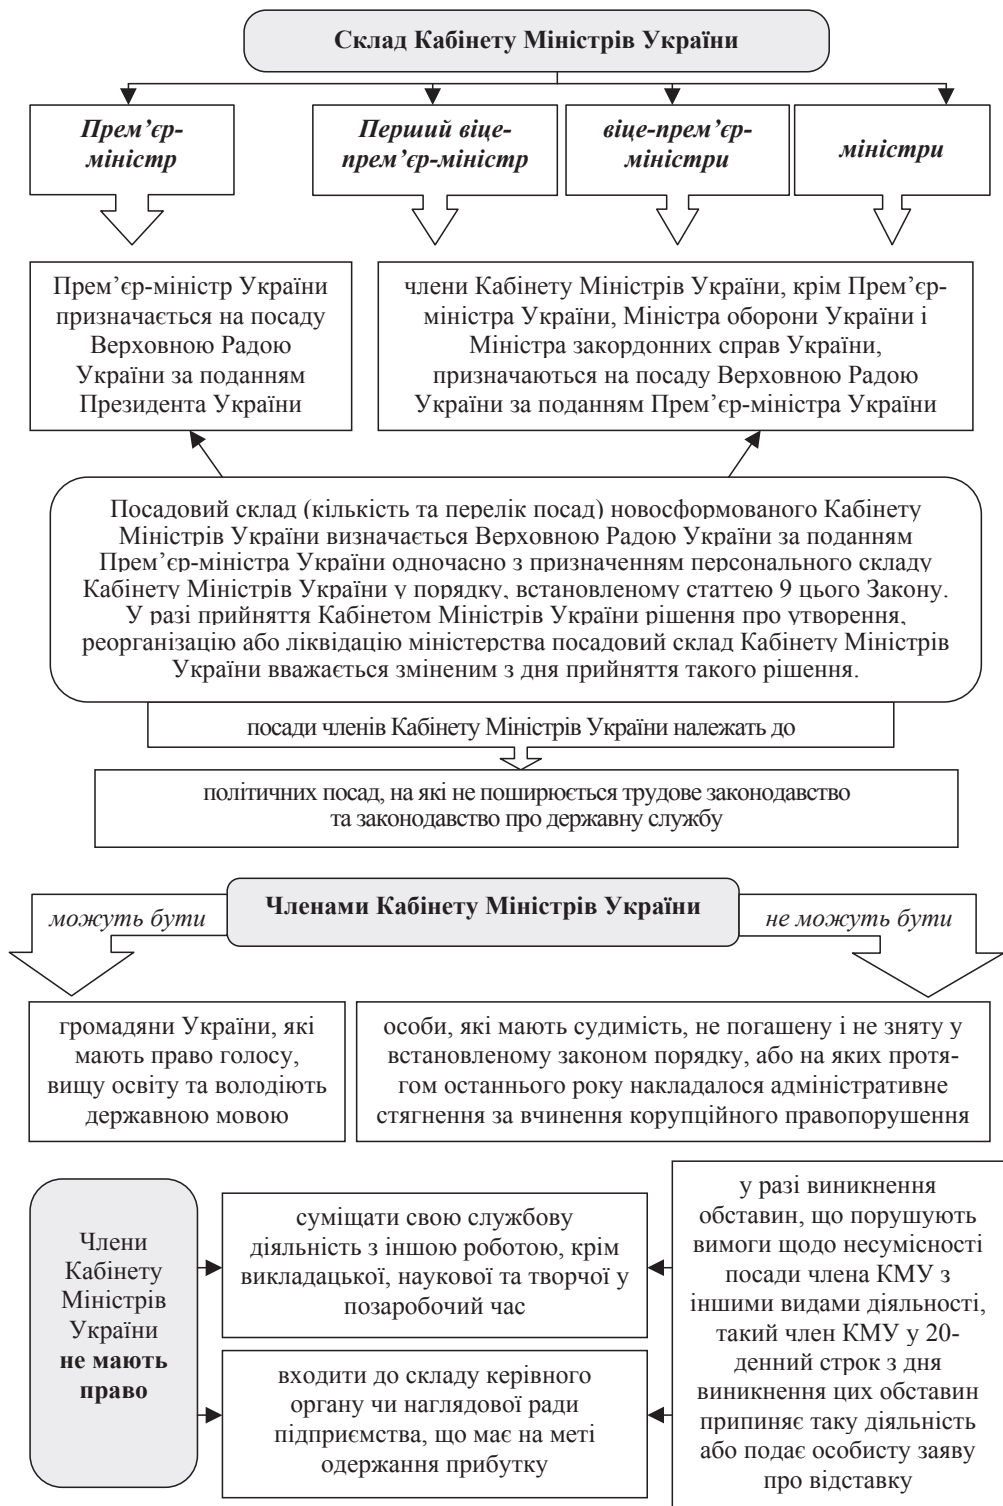 Склад Кабінету Міністрів України
Прем’єр-
міністр
Перший віце-
прем’єр-міністр
віце-прем’єр-
міністри
міністри
Прем’єр-міністр України
призначається на посаду
Верховною Радою
України за поданням
Президента України
члени Кабінету Міністрів України, крім Прем’єр-
міністра України, Міністра оборони України і
Міністра закордонних справ України,
призначаються на посаду Верховною Радою
України за поданням Прем’єр-міністра України
Посадовий склад (кількість та перелік посад) новосформованого Кабінету
Міністрів України визначається Верховною Радою України за поданням
Прем’єр-міністра України одночасно з призначенням персонального складу
Кабінету Міністрів України у порядку, встановленому статтею 9 цього Закону.
У разі прийняття Кабінетом Міністрів України рішення про утворення,
реорганізацію або ліквідацію міністерства посадовий склад Кабінету Міністрів
України вважається зміненим з дня прийняття такого рішення.
посади членів Кабінету Міністрів України належать до
політичних посад, на які не поширюється трудове законодавство
та законодавство про державну службу
Членами Кабінету Міністрів України
можуть бути
не можуть бути
громадяни України, які
мають право голосу,
вищу освіту та володіють
державною мовою
особи, які мають судимість, не погашену і не зняту у
встановленому законом порядку, або на яких протя-
гом останнього року накладалося адміністративне
стягнення за вчинення корупційного правопорушення
Члени
Кабінету
Міністрів
України
не мають
право
суміщати свою службову
діяльність з іншою роботою, крім
викладацької, наукової та творчої у
позаробочий час
входити до складу керівного
органу чи наглядової ради
підприємства, що має на меті
одержання прибутку
у разі виникнення
обставин, що порушують
вимоги щодо несумісності
посади члена КМУ з
іншими видами діяльності,
такий член КМУ у 20-
денний строк з дня
виникнення цих обставин
припиняє таку діяльність
або подає особисту заяву
про відставку